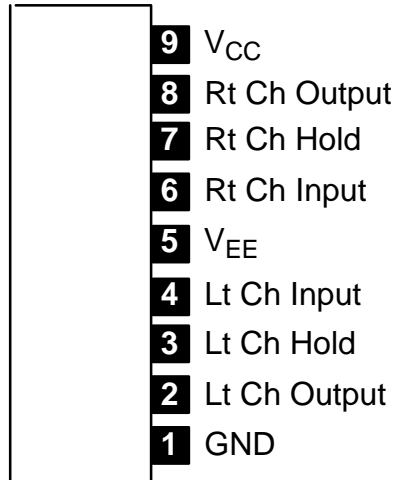 9 VCC
8 Rt Ch Output
7 Rt Ch Hold
6 Rt Ch Input
5 VEE
4 Lt Ch Input
3 Lt Ch Hold
2 Lt Ch Output
1 GND